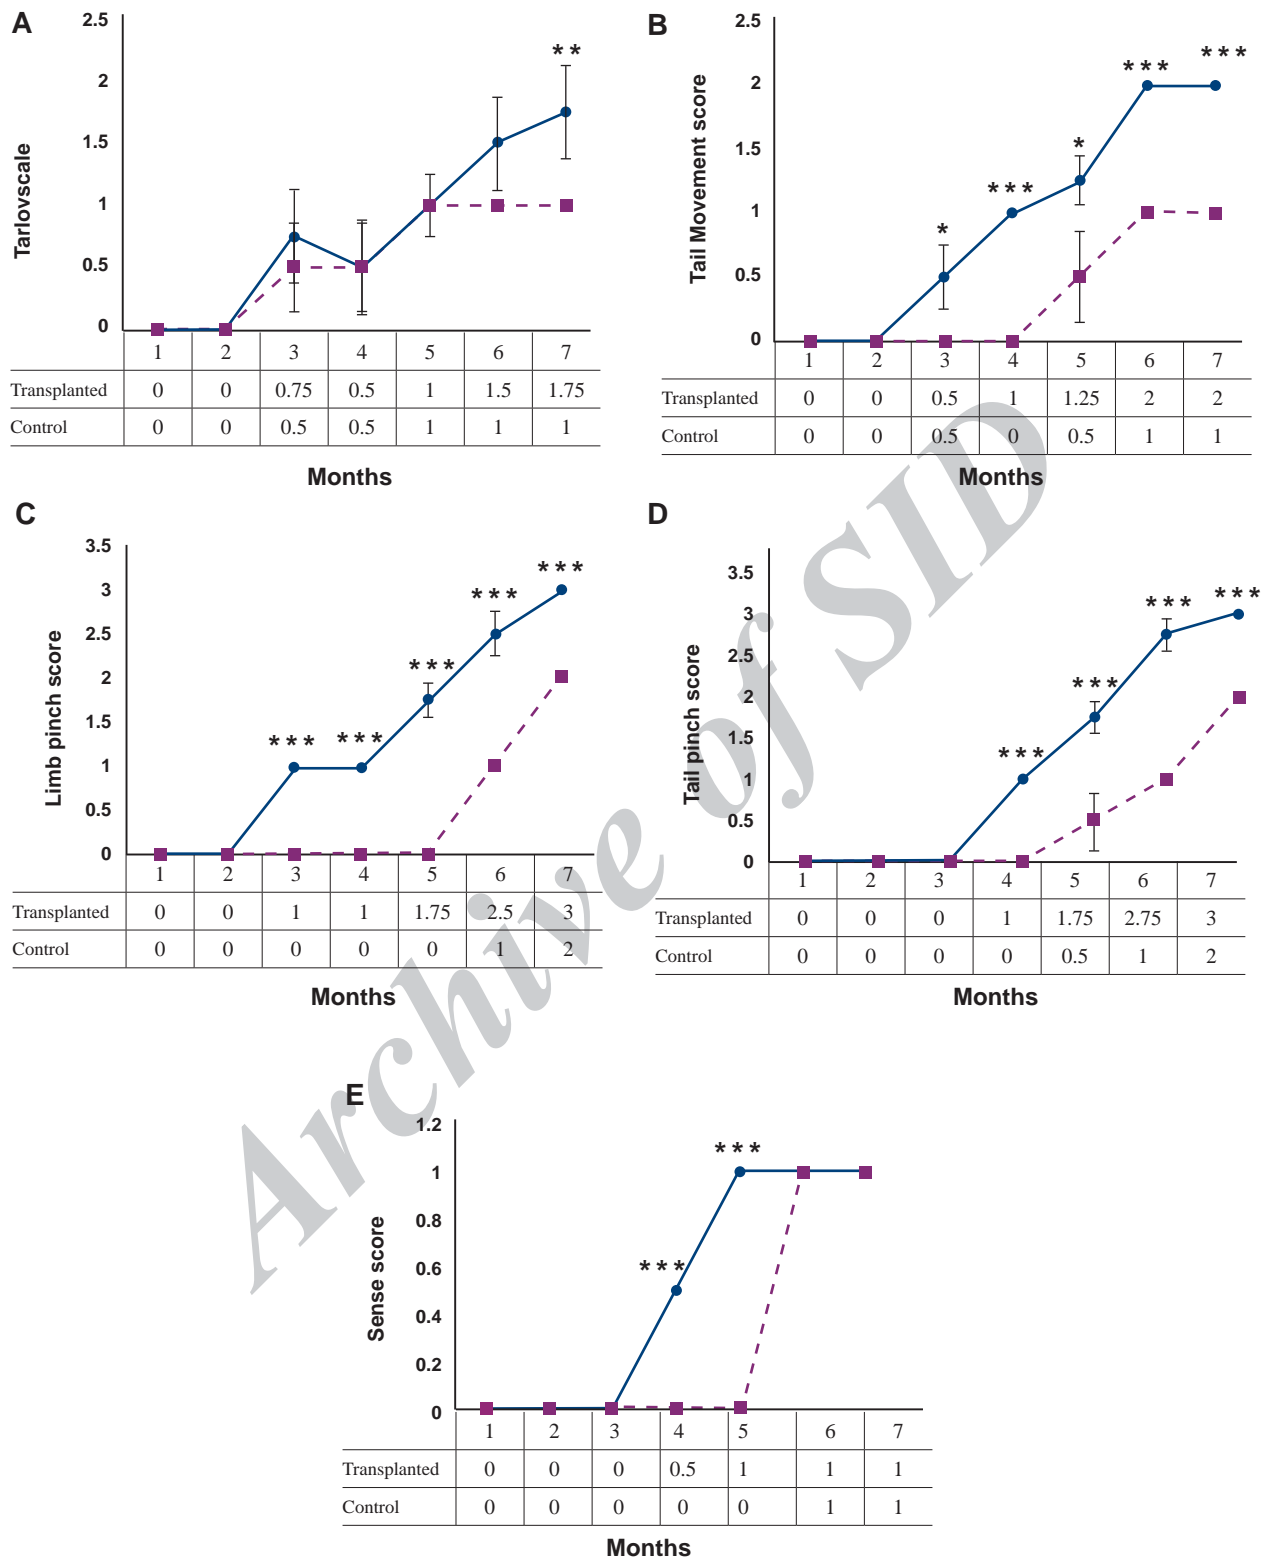 A
2.5
2
1.5
1
0.5
0
Tarlovscale
**
1 2 3 4 5 6 7
Transplanted 0 0 0.75 0.5 1 1.5 1.75
Control 0 0 0.5 0.5 1 1 1
Months
B
2.5
2
1.5
1
0.5
0
Tail Movement score
* *** * *** ***
1 2 3 4 5 6 7
Transplanted 0 0 0.5 1 1.25 2 2
Control 0 0 0.5 0 0.5 1 1
Months
C
3.5
3
2.5
2
1.5
1
0.5
0
Limb pinch score
*** *** *** *** ***
1 2 3 4 5 6 7
Transplanted 0 0 1 1 1.75 2.5 3
Control 0 0 0 0 0 1 2
Months
D
3.5
3
2.5
2
1.5
1
0.5
0
Tail pinch score
*** *** *** ***
1 2 3 4 5 6 7
Transplanted 0 0 0 1 1.75 2.75 3
Control 0 0 0 0 0.5 1 2
Months
E
1.2
1
0.8
0.6
0.4
0.2
0
Sense score
*** ***
1 2 3 4 5 6 7
Transplanted 0 0 0 0.5 1 1 1
Control 0 0 0 0 0 1 1
Months
Archive of SID